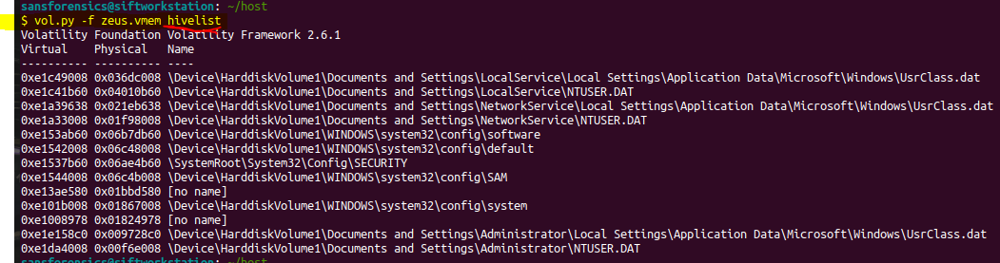 sansforensics@siftworkstation: ~/host
$ vol.py -f zeus.vmem hivelist
Volatility Foundation Volatility Framework 2.6.1
Virtual    Physical   Name
---------- ---------- ----
0xe1c49008 0x036dc008 \Device\HarddiskVolume1\Documents and Settings\LocalService\Local Settings\Application Data\Microsoft\Windows\UsrClass.dat
0xe1c41b60 0x04010b60 \Device\HarddiskVolume1\Documents and Settings\LocalService\NTUSER.DAT
0xe1a39638 0x021eb638 \Device\HarddiskVolume1\Documents and Settings\NetworkService\Local Settings\Application Data\Microsoft\Windows\UsrClass.dat
0xe1a33008 0x01f98008 \Device\HarddiskVolume1\Documents and Settings\NetworkService\NTUSER.DAT
0xe153ab60 0x06b7db60 \Device\HarddiskVolume1\WINDOWS\system32\config\software
0xe1542008 0x06c48008 \Device\HarddiskVolume1\WINDOWS\system32\config\default
0xe1537b60 0x06ae4b60 \SystemRoot\System32\Config\SECURITY
0xe1544008 0x06c4b008 \Device\HarddiskVolume1\WINDOWS\system32\config\SAM
0xe13ae580 0x01bbd580 [no name]
0xe101b008 0x01867008 \Device\HarddiskVolume1\WINDOWS\system32\config\system
0xe1008978 0x01824978 [no name]
0xe1e158c0 0x009728c0 \Device\HarddiskVolume1\Documents and Settings\Administrator\Local Settings\Application Data\Microsoft\Windows\UsrClass.dat
0xe1da4008 0x00f6e008 \Device\HarddiskVolume1\Documents and Settings\Administrator\NTUSER.DAT
sansforensics@siftworkstation: ~/host